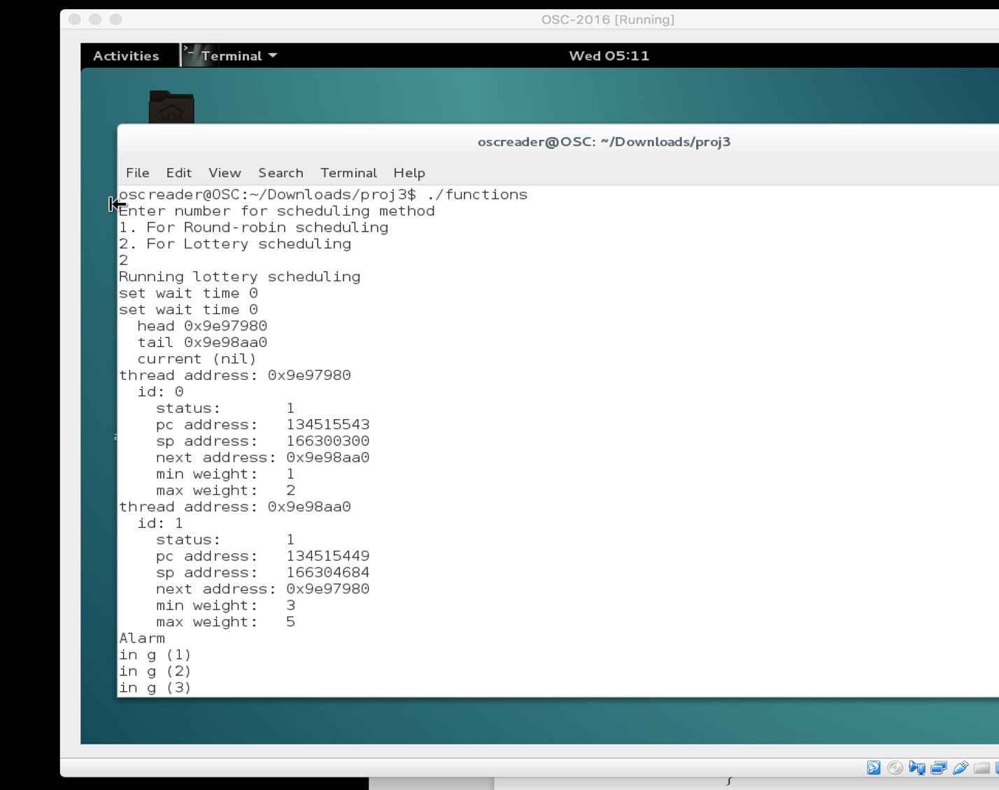 OSC-2016 [Running]
Activities
Terminal
Wed 05:11
oscreader@OSC: ~/Downloads/proj3
File Edit View Search Terminal Help
oscreader@OSC:~/Downloads/proj3$ ./functions
Enter number for scheduling method
1. For Round-robin scheduling
2. For Lottery scheduling
2
Running lottery scheduling
set wait time 0
set wait time 0
head 0x9e97980
tail 0x9e98aa0
current (nil)
thread address: 0x9e97980
id: 0
status: 1
pc address: 134515543
sp address: 166300300
next address: 0x9e98aa0
min weight: 1
max weight: 2
thread address: 0x9e98aa0
id: 1
status: 1
pc address: 134515449
sp address: 166304684
next address: 0x9e97980
min weight: 3
max weight: 5
Alarm
in g (1)
in g (2)
in g (3)